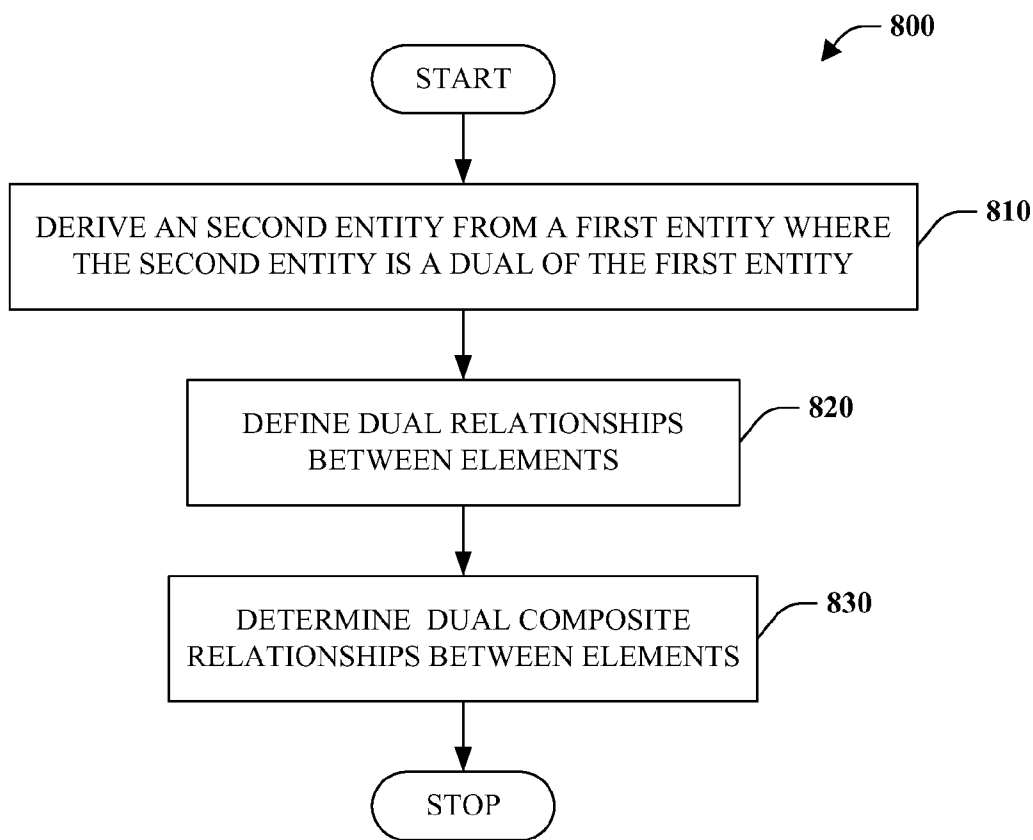 800
START
DERIVE AN SECOND ENTITY FROM A FIRST ENTITY WHERE
THE SECOND ENTITY IS A DUAL OF THE FIRST ENTITY
810
DEFINE DUAL RELATIONSHIPS
BETWEEN ELEMENTS
820
DETERMINE DUAL COMPOSITE
RELATIONSHIPS BETWEEN ELEMENTS
830
STOP